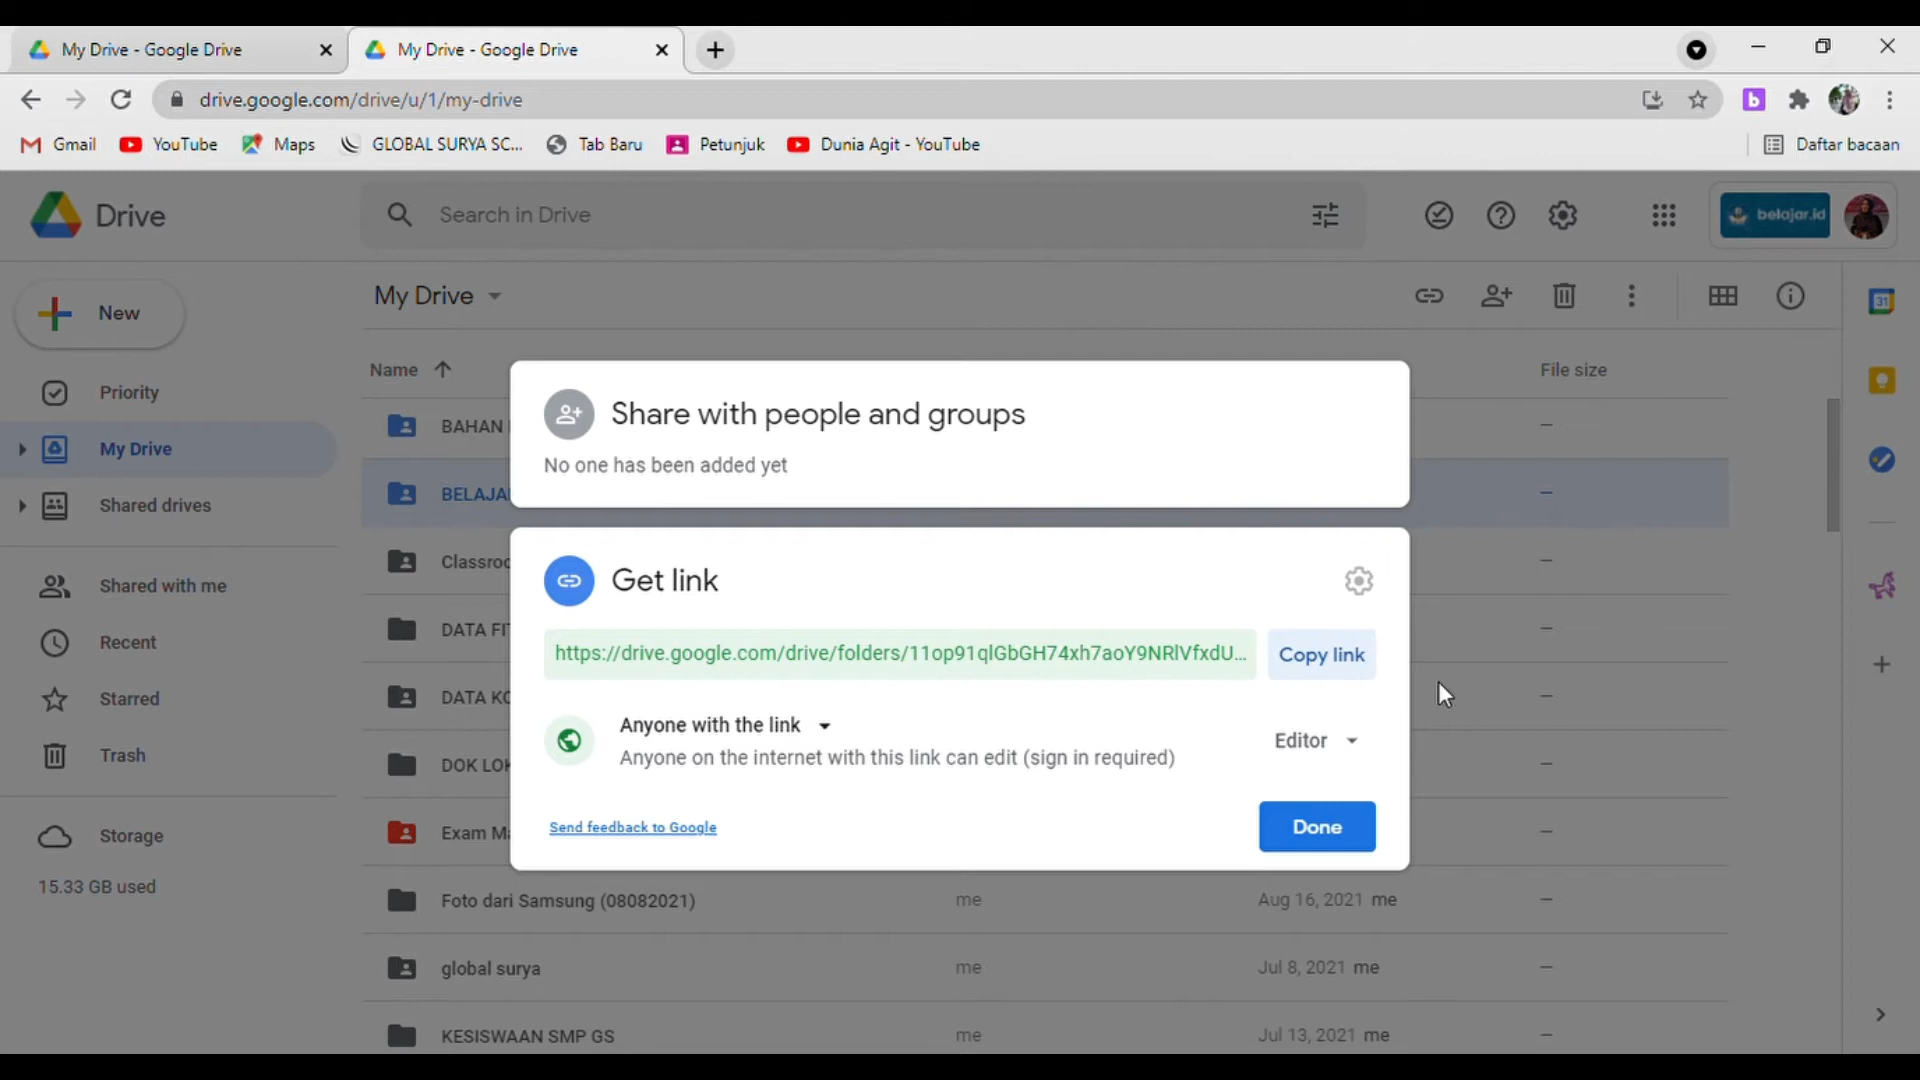 My Drive - Google Drive
My Drive - Google Drive
drive.google.com/drive/u/1/my-drive
Gmail
YouTube
Maps
GLOBAL SURYA SC...
Tab Baru
Petunjuk
Dunia Agit - YouTube
Daftar bacaan
Drive
Search in Drive
belajar.id
New
My Drive
31
Priority
My Drive
Shared drives
Shared with me
Recent
Starred
Trash
Storage
15.33 GB used
Name
File size
BAHAN
BELAJA
Classroo
DATA
DATA KO
DOK LO
Exam Ma
Share with people and groups
No one has been added yet
Get link
https://drive.google.com/drive/folders/11op91qlGbGH74xh7aoY9NRlVfxdU...
Copy link
Anyone with the link
Anyone on the internet with this link can edit (sign in required)
Editor
Send feedback to Google
Done
Foto dari Samsung (08082021) me Aug 16, 2021 me –
global surya me Jul 8, 2021 me –
KESISWAAN SMP GS me Jul 13, 2021 me –